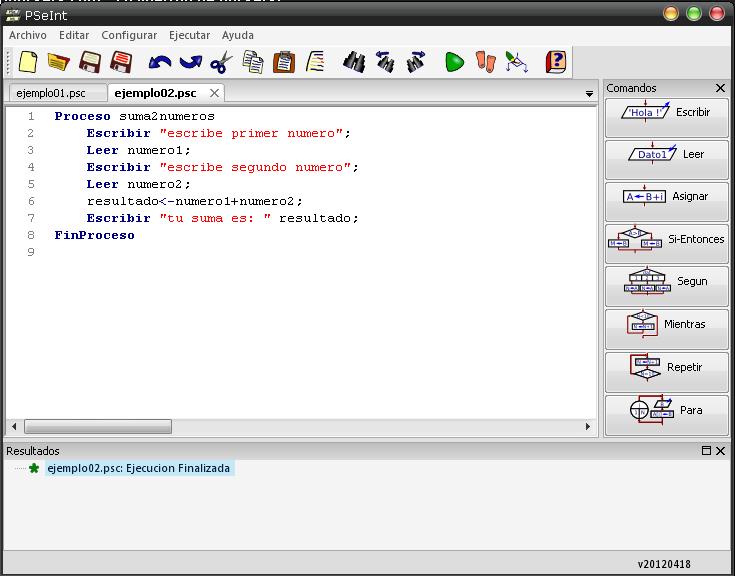 PSeInt
Archivo Editar Configurar Ejecutar Ayuda
ejemplo01.psc ejemplo02.psc
1 Proceso suma2numeros
2 Escribir "escribe primer numero";
3 Leer numero1;
4 Escribir "escribe segundo numero";
5 Leer numero2;
6 resultado<-numero1+numero2;
7 Escribir "tu suma es: " resultado;
8 FinProceso
9
Comandos
'Hola !' Escribir
Dato1 Leer
A←B+i Asignar
Si-Entonces
Segun
Mientras
Repetir
Para
Resultados
ejemplo02.psc: Ejecucion Finalizada
v20120418